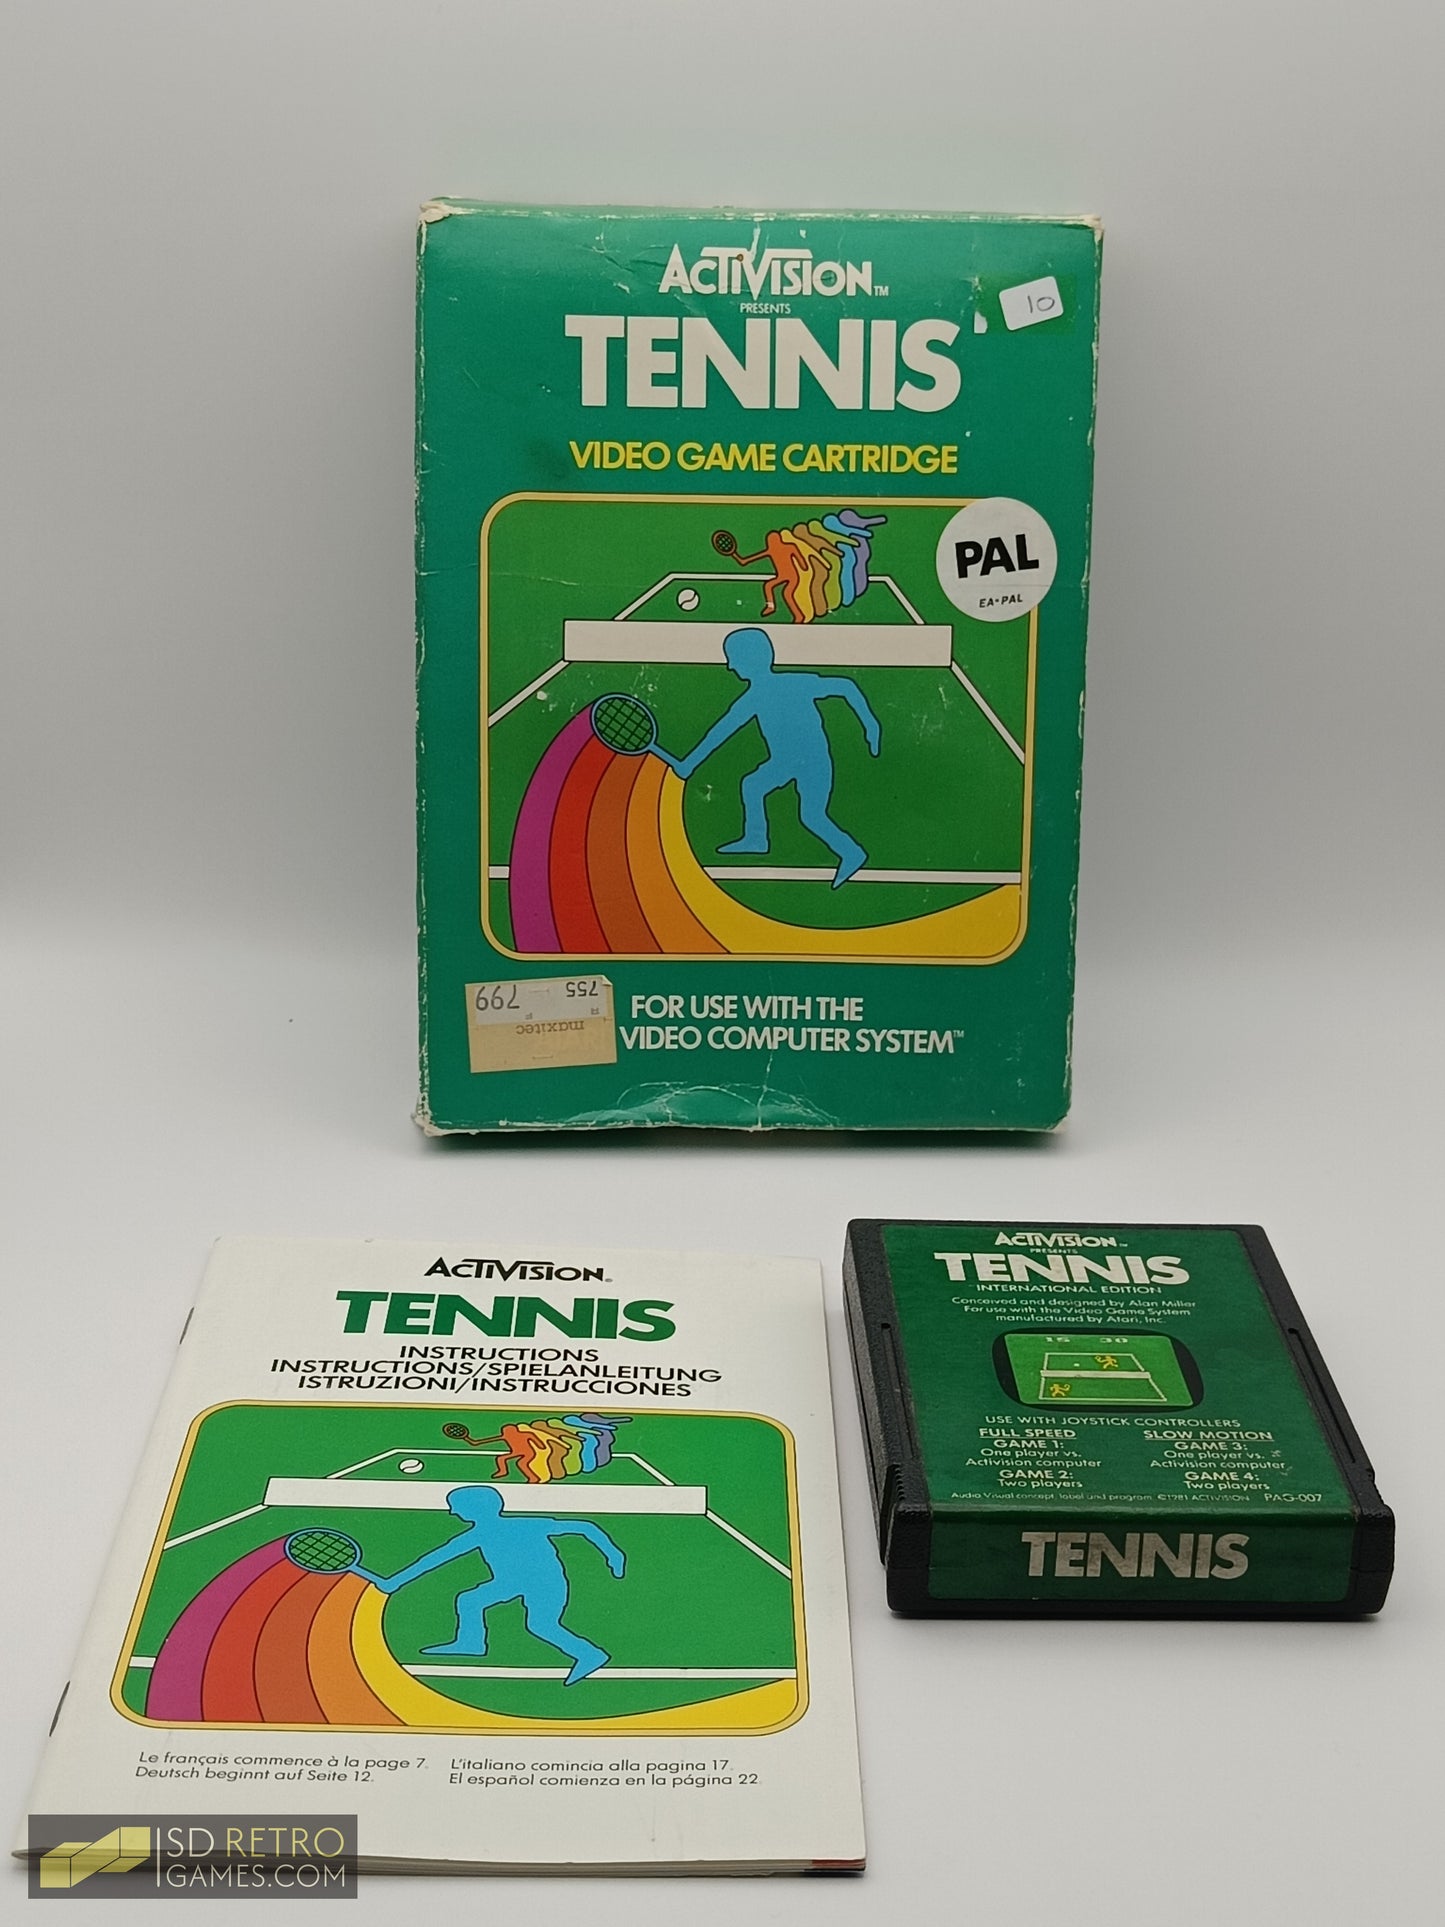 ACTIVISION™
PRESENTS
TENNIS
10
VIDEO GAME CARTRIDGE
PAL
EA-PAL
755 799
maxitec
FOR USE WITH THE
VIDEO COMPUTER SYSTEM™
ACTIVISION®
TENNIS
INSTRUCTIONS
INSTRUCTIONS/SPIELANLEITUNG
ISTRUZIONI/INSTRUCCIONES
Le français commence à la page 7.
Deutsch beginnt auf Seite 12.
L'italiano comincia alla pagina 17.
El español comienza en la página 22.
ACTIVISION™
PRESENTS
TENNIS
INTERNATIONAL EDITION
Conceived and designed by Alan Miller
For use with the Video Game System
manufactured by Atari, Inc.
15 30
USE WITH JOYSTICK CONTROLLERS
FULL SPEED
GAME 1:
One player vs.
Activision computer
GAME 2:
Two players
SLOW MOTION
GAME 3:
One player vs.
Activision computer
GAME 4:
Two players
Audio Visual concept, label and program ©1981 ACTIVISION PAG-007
TENNIS
ISD RETRO
GAMES.COM